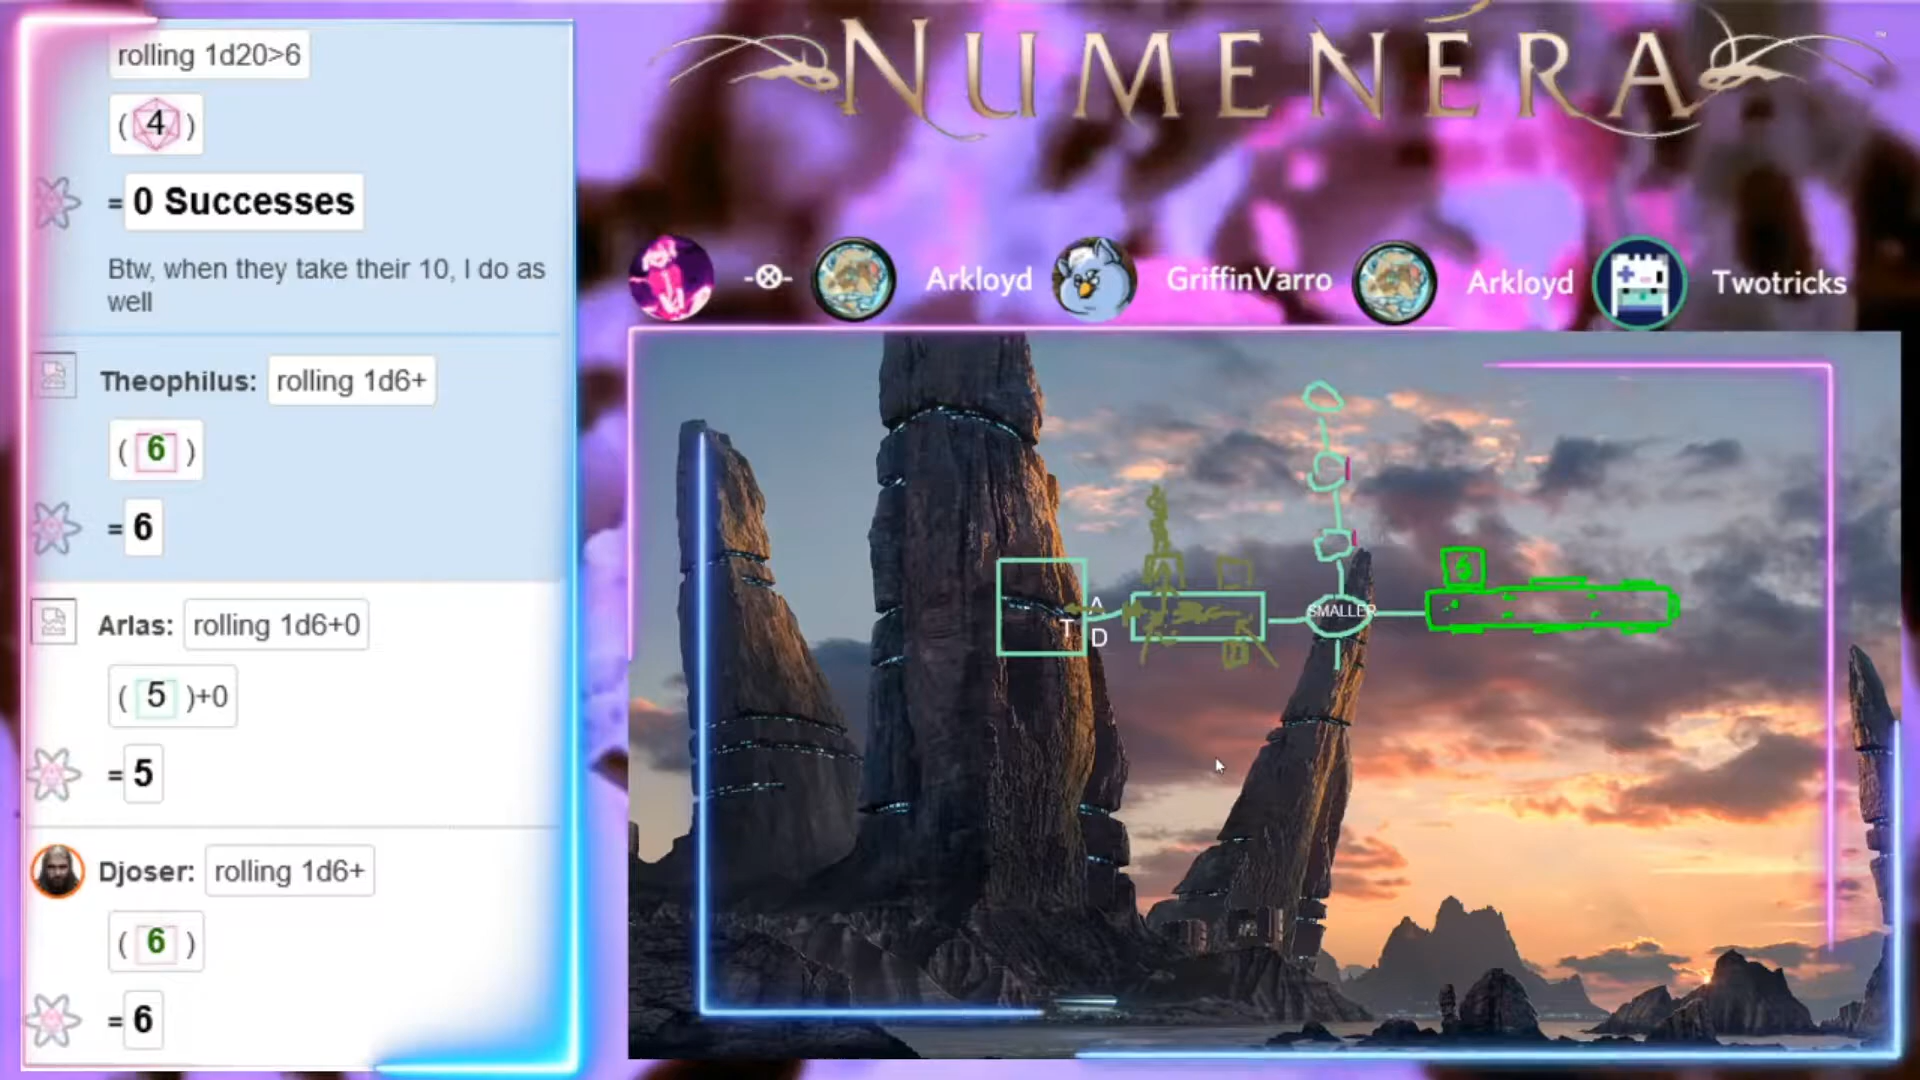 rolling 1d20>6
( 4 )
= 0 Successes
Btw, when they take their 10, I do as
well
Theophilus: rolling 1d6+
( 6 )
= 6
Arlas: rolling 1d6+0
( 5 )+0
= 5
Djoser: rolling 1d6+
( 6 )
= 6
NUMENERA™
-⊗- Arkloyd GriffinVarro Arkloyd Twotricks
SMALLER
A
T D